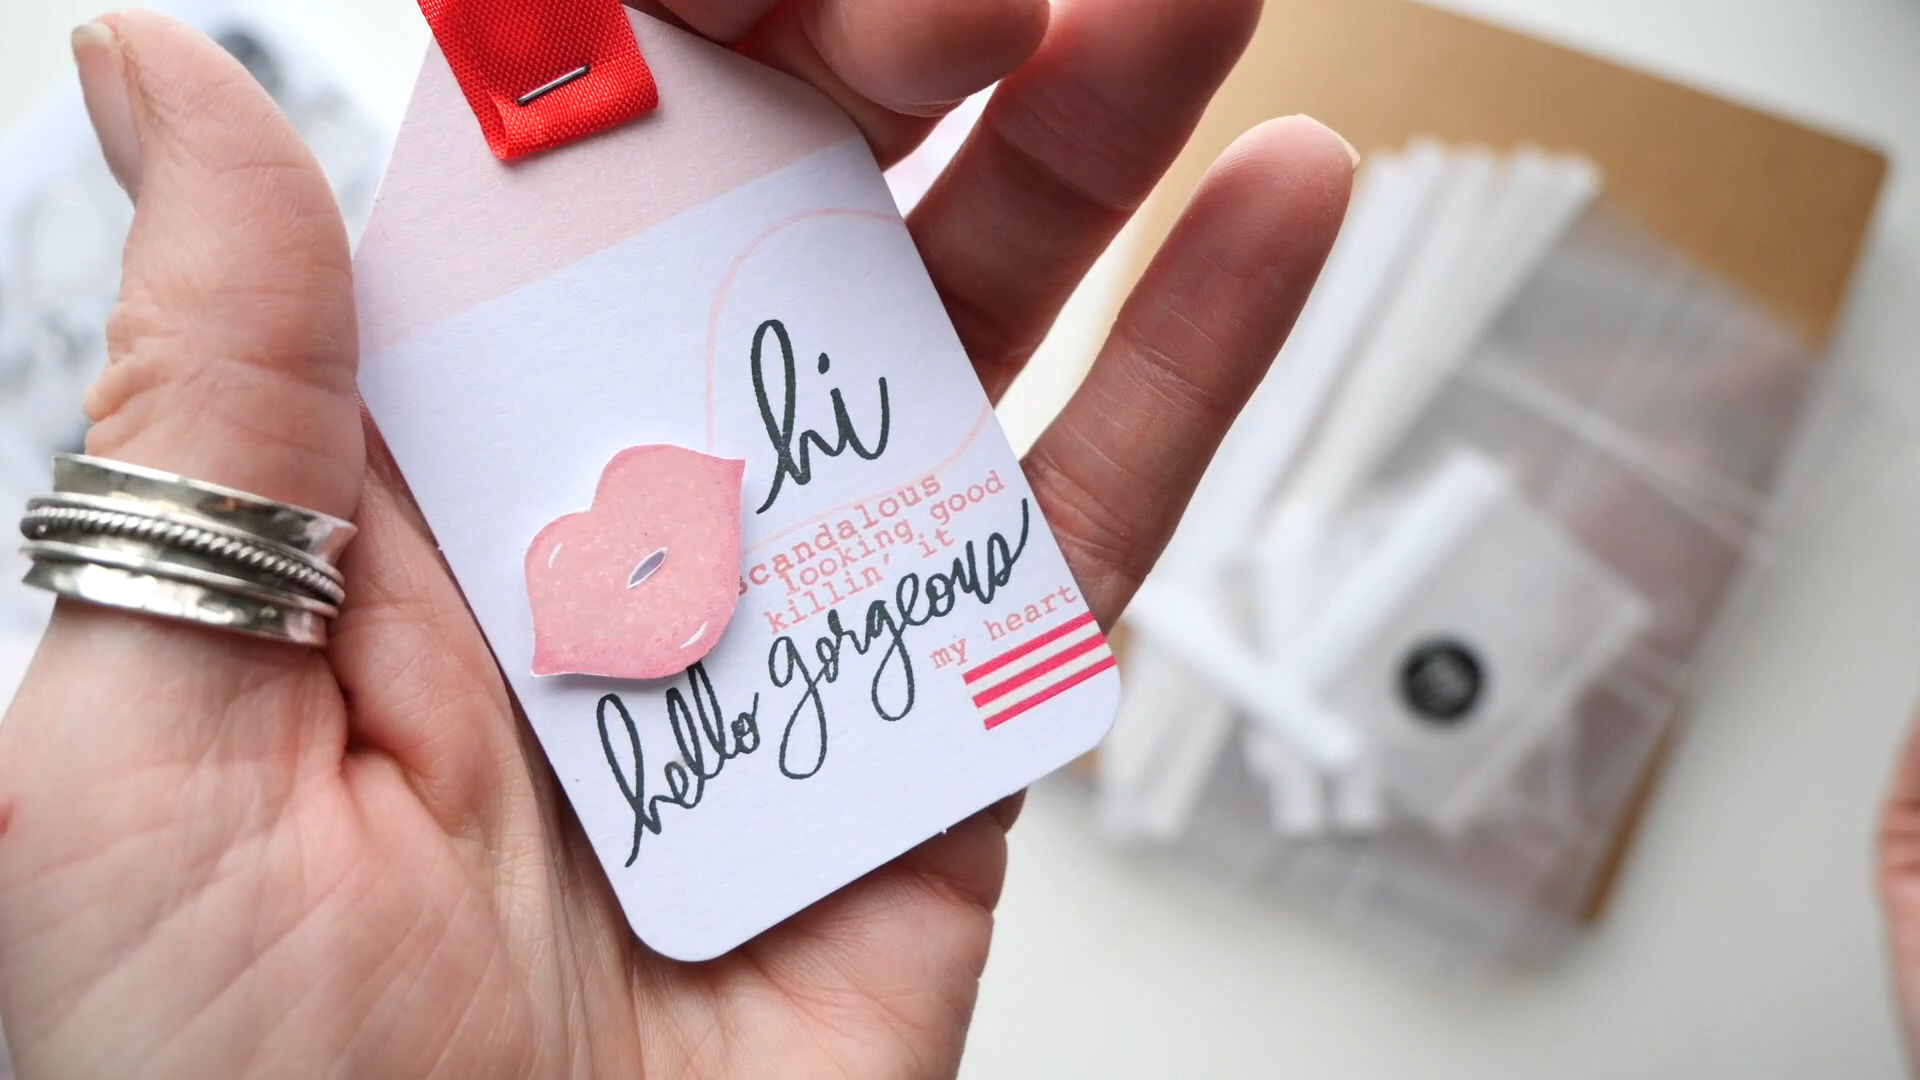 hi
scandalous
looking good
killin' it
hello gorgeous
my heart